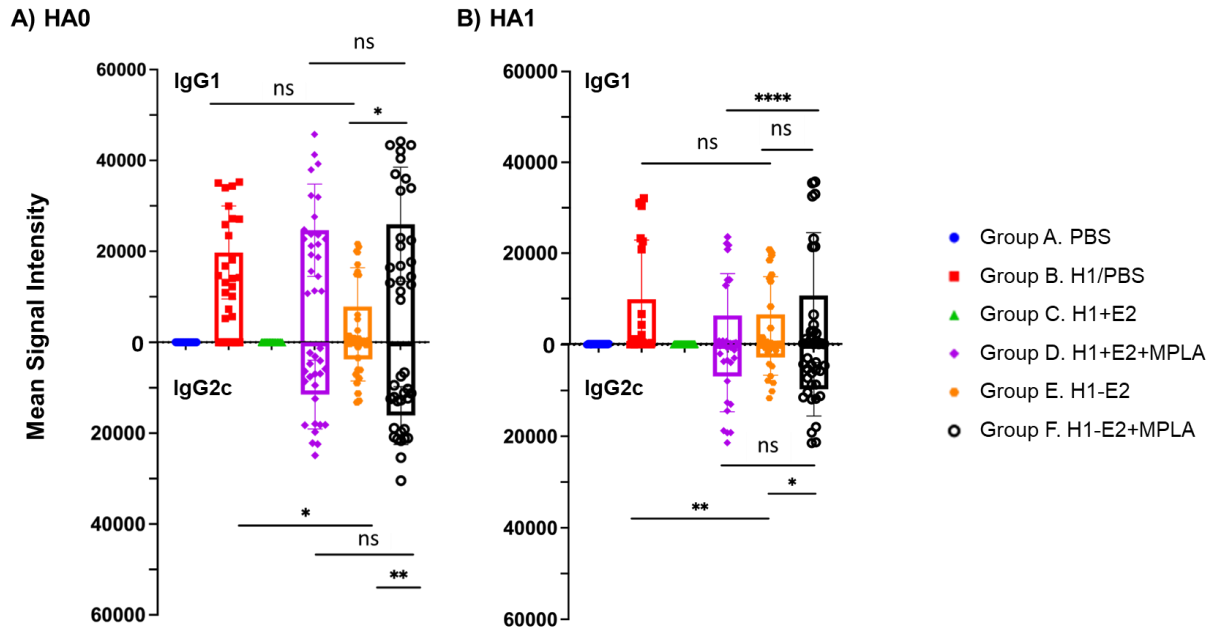 A) HA0
B) HA1
Mean Signal Intensity
60000
40000
20000
0
20000
40000
60000
IgG1
IgG2c
ns
ns
*
*
ns
**
60000
40000
20000
0
20000
40000
60000
IgG1
IgG2c
****
ns
ns
ns
*
**
Group A. PBS
Group B. H1/PBS
Group C. H1+E2
Group D. H1+E2+MPLA
Group E. H1-E2
Group F. H1-E2+MPLA